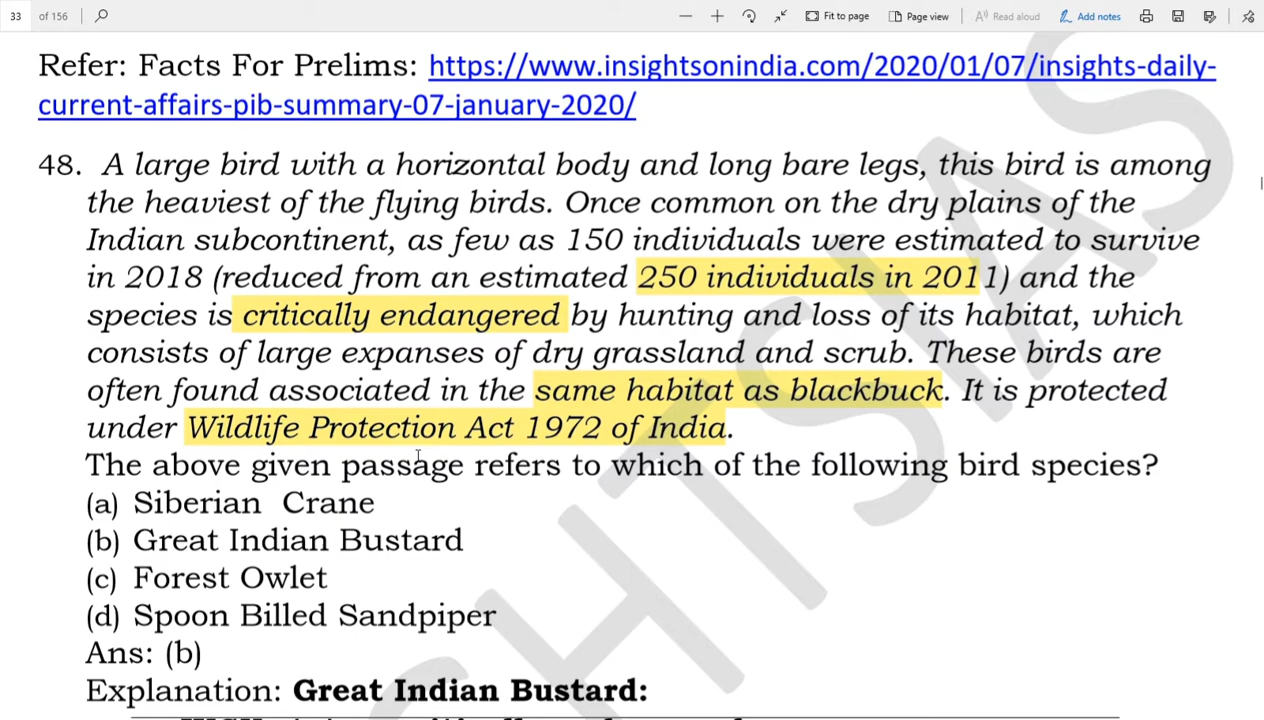 33 of 156 Fit to page Page view Read aloud Add notes
Refer: Facts For Prelims: https://www.insightsonindia.com/2020/01/07/insights-daily-
current-affairs-pib-summary-07-january-2020/
48. A large bird with a horizontal body and long bare legs, this bird is among
the heaviest of the flying birds. Once common on the dry plains of the
Indian subcontinent, as few as 150 individuals were estimated to survive
in 2018 (reduced from an estimated 250 individuals in 2011) and the
species is critically endangered by hunting and loss of its habitat, which
consists of large expanses of dry grassland and scrub. These birds are
often found associated in the same habitat as blackbuck. It is protected
under Wildlife Protection Act 1972 of India.
The above given passage refers to which of the following bird species?
(a) Siberian Crane
(b) Great Indian Bustard
(c) Forest Owlet
(d) Spoon Billed Sandpiper
Ans: (b)
Explanation: Great Indian Bustard: